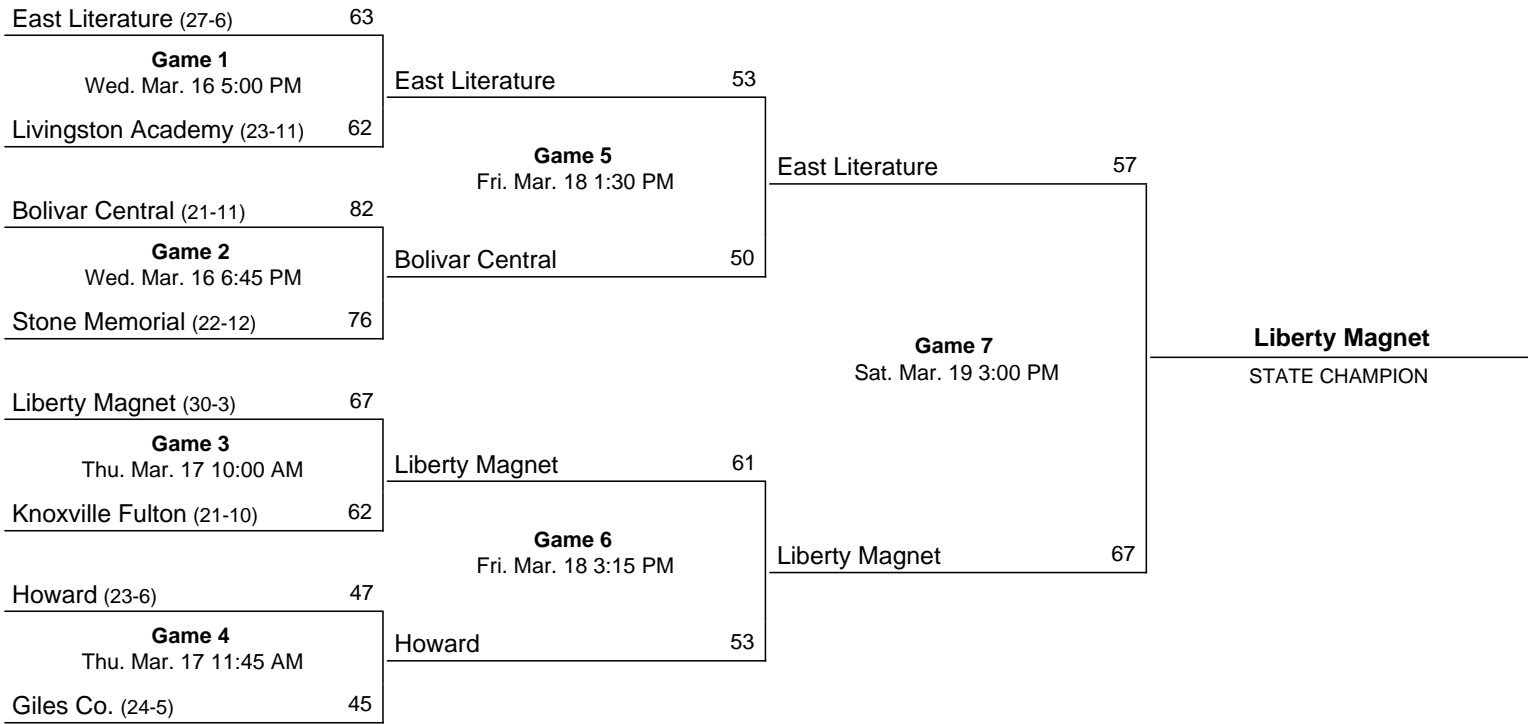 East Literature (27-6) 63
Game 1
Wed. Mar. 16 5:00 PM
Livingston Academy (23-11) 62
Bolivar Central (21-11) 82
Game 2
Wed. Mar. 16 6:45 PM
Stone Memorial (22-12) 76
Liberty Magnet (30-3) 67
Game 3
Thu. Mar. 17 10:00 AM
Knoxville Fulton (21-10) 62
Howard (23-6) 47
Game 4
Thu. Mar. 17 11:45 AM
Giles Co. (24-5) 45
East Literature 53
Game 5
Fri. Mar. 18 1:30 PM
Bolivar Central 50
Liberty Magnet 61
Game 6
Fri. Mar. 18 3:15 PM
Howard 53
East Literature 57
Game 7
Sat. Mar. 19 3:00 PM
Liberty Magnet 67
Liberty Magnet
STATE CHAMPION